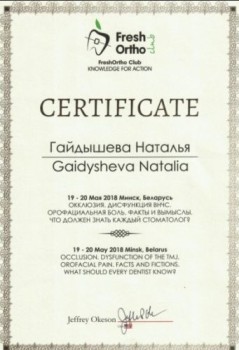 Fresh
Ortho
club
FreshOrtho Club
KNOWLEDGE FOR ACTION
CERTIFICATE
Гайдышева Наталья
Gaidysheva Natalia
19 - 20 Мая 2018 Минск, Беларусь
ОККЛЮЗИЯ, ДИСФУНКЦИЯ ВНЧС,
ОРОФАЦИАЛЬНАЯ БОЛЬ. ФАКТЫ И ВЫМЫСЛЫ.
ЧТО ДОЛЖЕН ЗНАТЬ КАЖДЫЙ СТОМАТОЛОГ?
19 - 20 May 2018 Minsk, Belarus
OCCLUSION, DYSFUNCTION OF THE TMJ,
OROFACIAL PAIN. FACTS AND FICTIONS.
WHAT SHOULD EVERY DENTIST KNOW?
Jeffrey Okeson